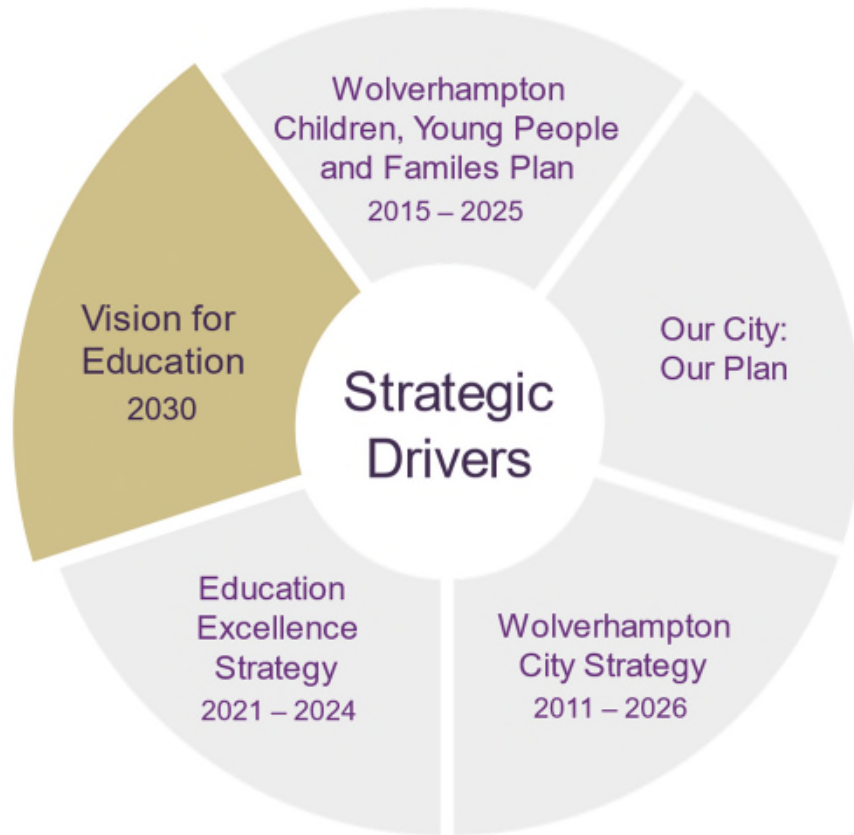 Wolverhampton
Children, Young People
and Familes Plan
2015 – 2025
Our City:
Our Plan
Wolverhampton
City Strategy
2011 – 2026
Education
Excellence
Strategy
2021 – 2024
Vision for
Education
2030
Strategic
Drivers